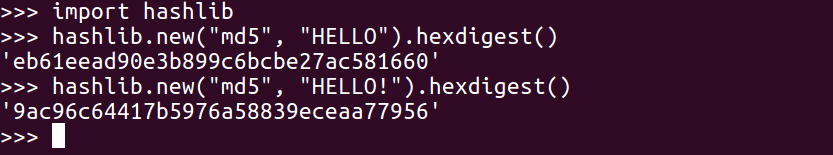 >>> import hashlib
>>> hashlib.new("md5", "HELLO").hexdigest()
'eb61eead90e3b899c6bcbe27ac581660'
>>> hashlib.new("md5", "HELLO!").hexdigest()
'9ac96c64417b5976a58839eceaa77956'
>>>